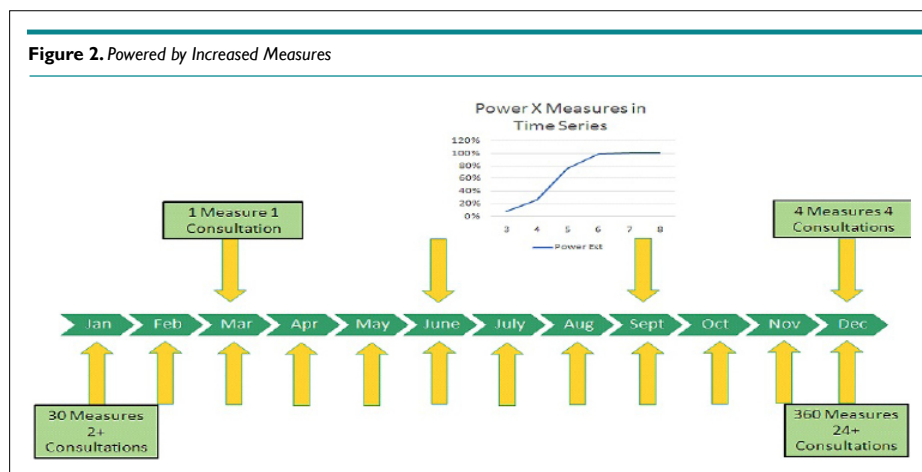 Figure 2. Powered by Increased Measures
Power X Measures in
Time Series
120%
100%
80%
60%
40%
20%
0%
3 4 5 6 7 8
Power Ext
1 Measure 1
Consultation
4 Measures 4
Consultations
Jan Feb Mar Apr May June July Aug Sept Oct Nov Dec
30 Measures
2+
Consultations
360 Measures
24+
Consultations